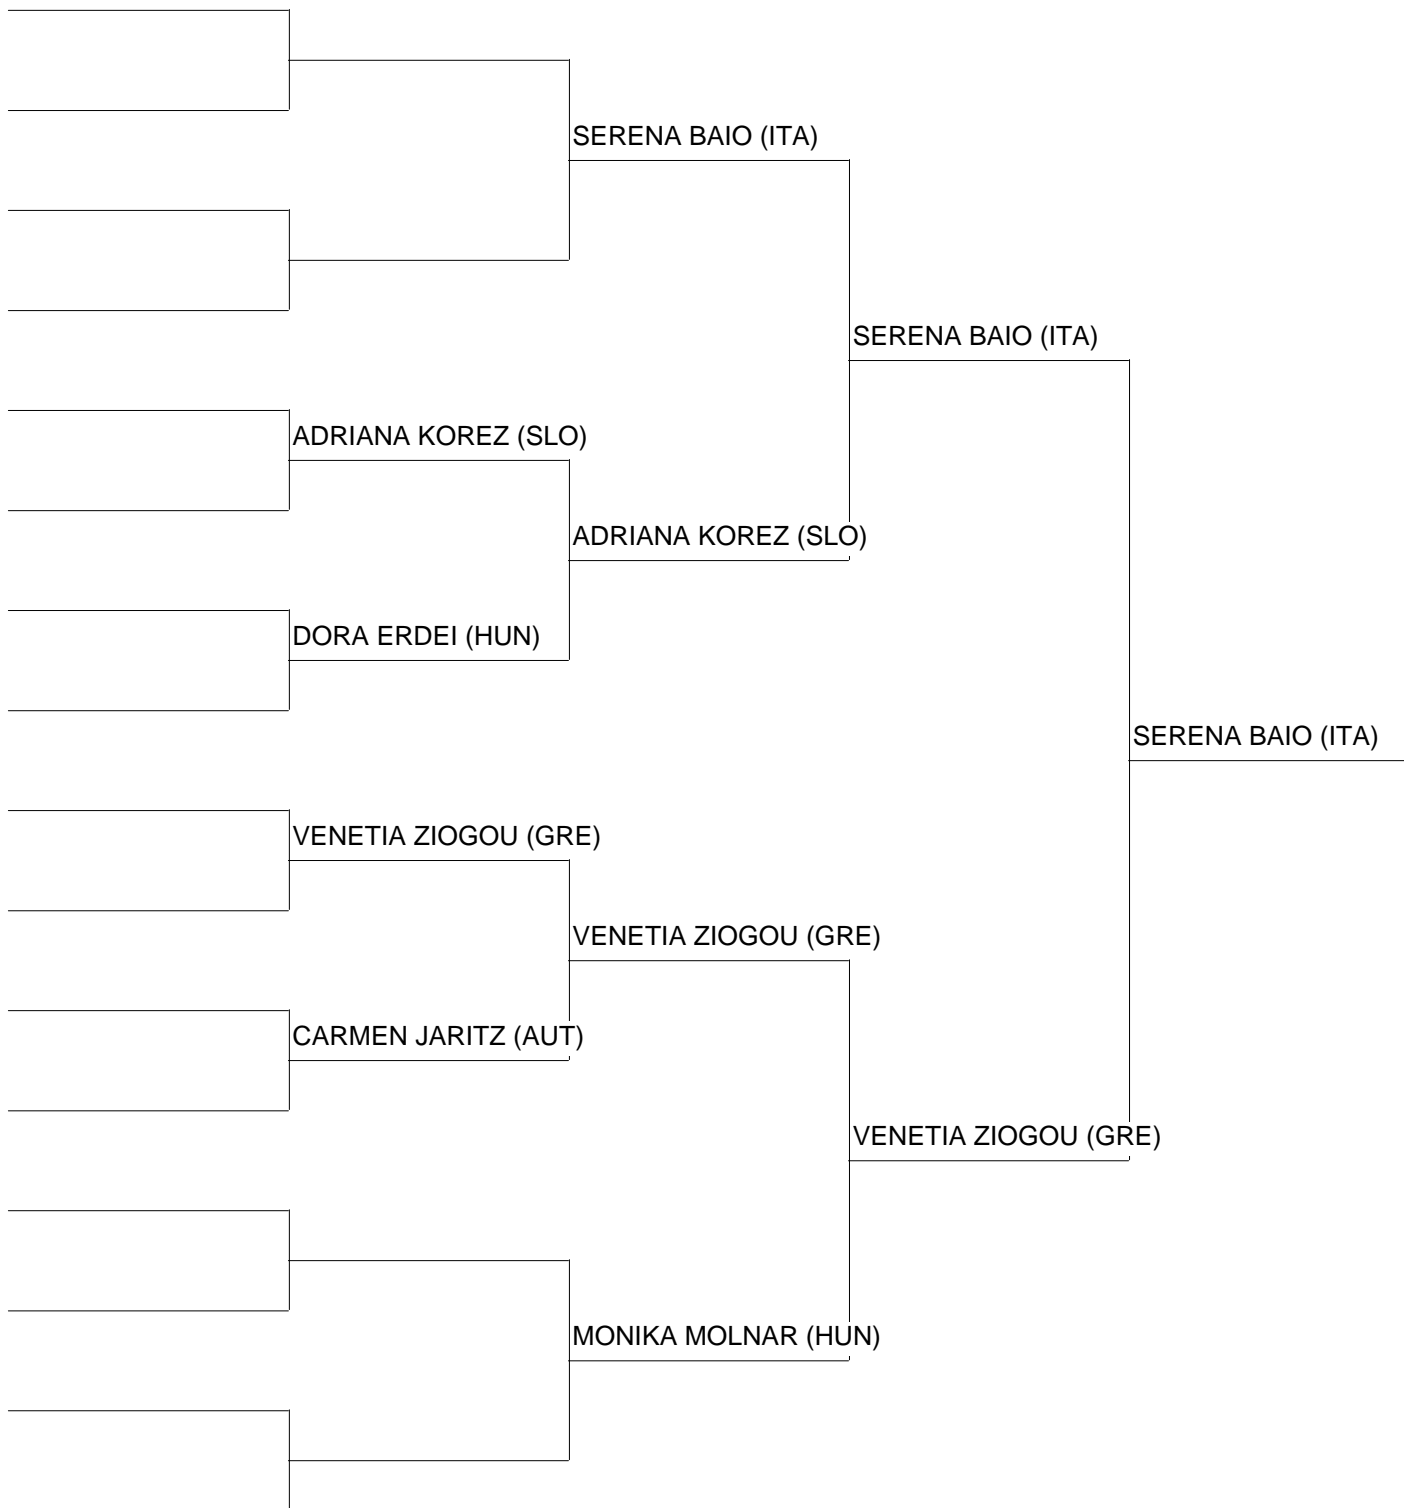 SERENA BAIO (ITA)
SERENA BAIO (ITA)
ADRIANA KOREZ (SLO)
ADRIANA KOREZ (SLO)
DORA ERDEI (HUN)
SERENA BAIO (ITA)
VENETIA ZIOGOU (GRE)
VENETIA ZIOGOU (GRE)
CARMEN JARITZ (AUT)
VENETIA ZIOGOU (GRE)
MONIKA MOLNAR (HUN)